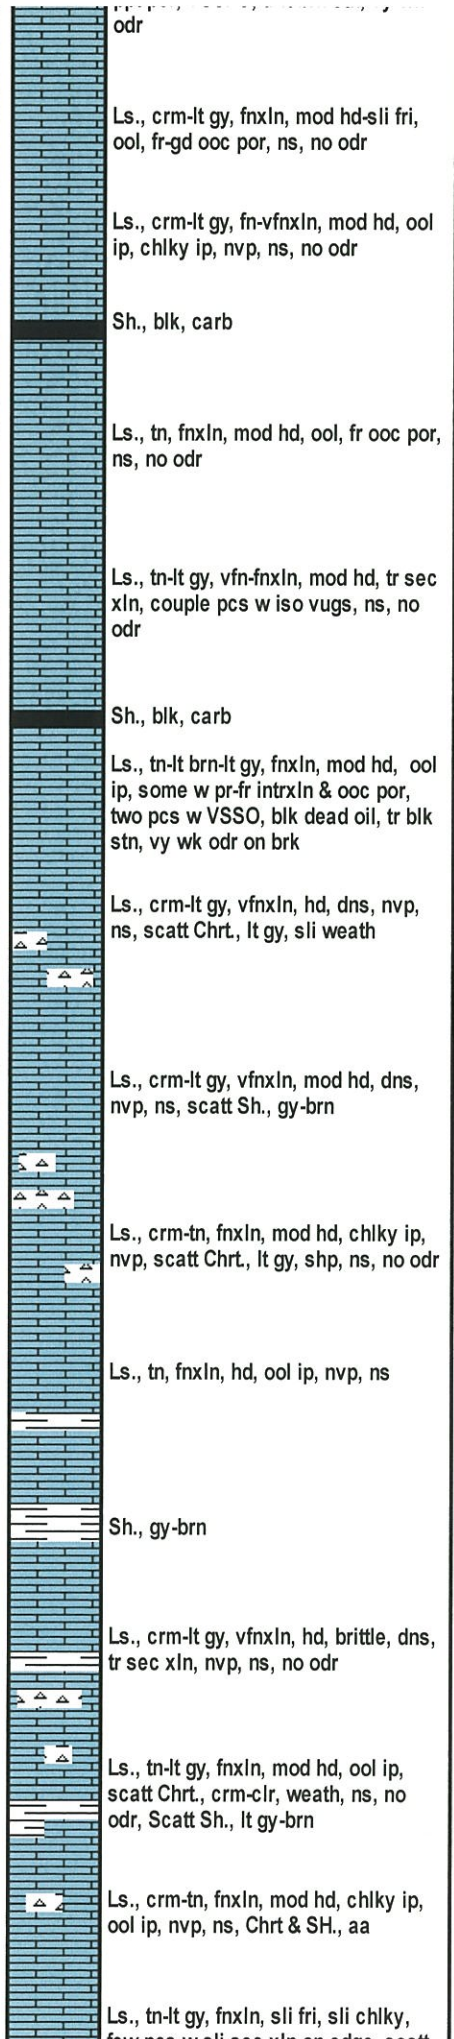 odr
Ls., crm-lt gy, fnxln, mod hd-sli fri,
ool, fr-gd ooc por, ns, no odr
Ls., crm-lt gy, fn-vfnxln, mod hd, ool
ip, chlky ip, nvp, ns, no odr
Sh., blk, carb
Ls., tn, fnxln, mod hd, ool, fr ooc por,
ns, no odr
Ls., tn-lt gy, vfn-fnxln, mod hd, tr sec
xln, couple pcs w iso vugs, ns, no
odr
Sh., blk, carb
Ls., tn-lt brn-lt gy, fnxln, mod hd, ool
ip, some w pr-fr intrxln & ooc por,
two pcs w VSSO, blk dead oil, tr blk
stn, vy wk odr on brk
Ls., crm-lt gy, vfnxln, hd, dns, nvp,
ns, scatt Chrt., lt gy, sli weath
Ls., crm-lt gy, vfnxln, mod hd, dns,
nvp, ns, scatt Sh., gy-brn
Ls., crm-tn, fnxln, mod hd, chlky ip,
nvp, scatt Chrt., lt gy, shp, ns, no odr
Ls., tn, fnxln, hd, ool ip, nvp, ns
Sh., gy-brn
Ls., crm-lt gy, vfnxln, hd, brittle, dns,
tr sec xln, nvp, ns, no odr
Ls., tn-lt gy, fnxln, mod hd, ool ip,
scatt Chrt., crm-clr, weath, ns, no
odr, Scatt Sh., lt gy-brn
Ls., crm-tn, fnxln, mod hd, chlky ip,
ool ip, nvp, ns, Chrt & SH., aa
Ls., tn-lt gy, fnxln, sli fri, sli chlky,